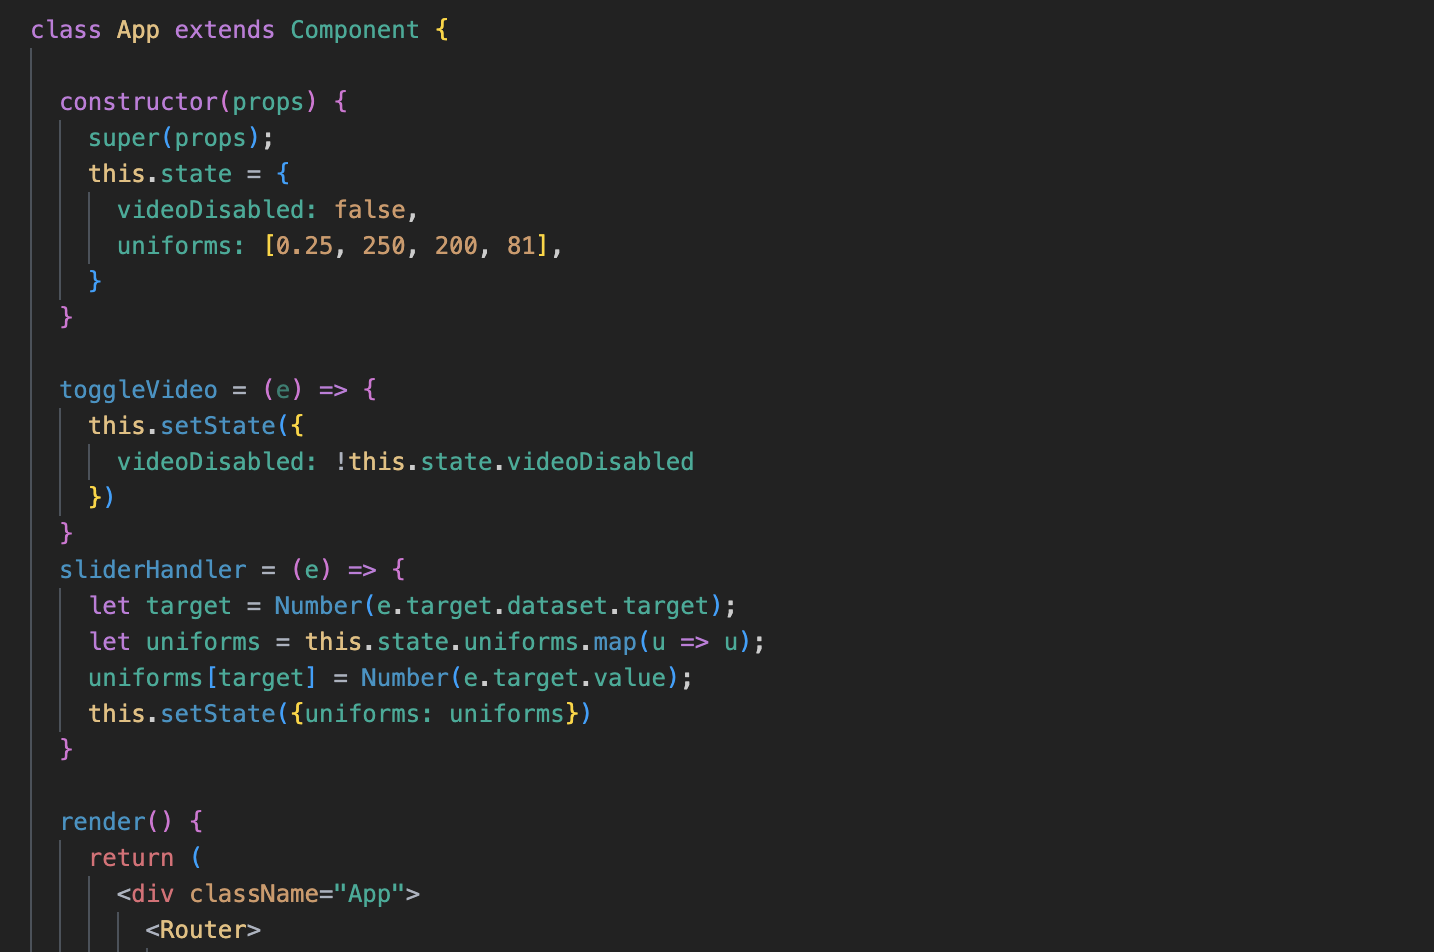 class App extends Component {
constructor(props) {
super(props);
this.state = {
videoDisabled: false,
uniforms: [0.25, 250, 200, 81],
}
}
toggleVideo = (e) => {
this.setState({
videoDisabled: !this.state.videoDisabled
})
}
sliderHandler = (e) => {
let target = Number(e.target.dataset.target);
let uniforms = this.state.uniforms.map(u => u);
uniforms[target] = Number(e.target.value);
this.setState({uniforms: uniforms})
}
render() {
return (
<div className="App">
<Router>